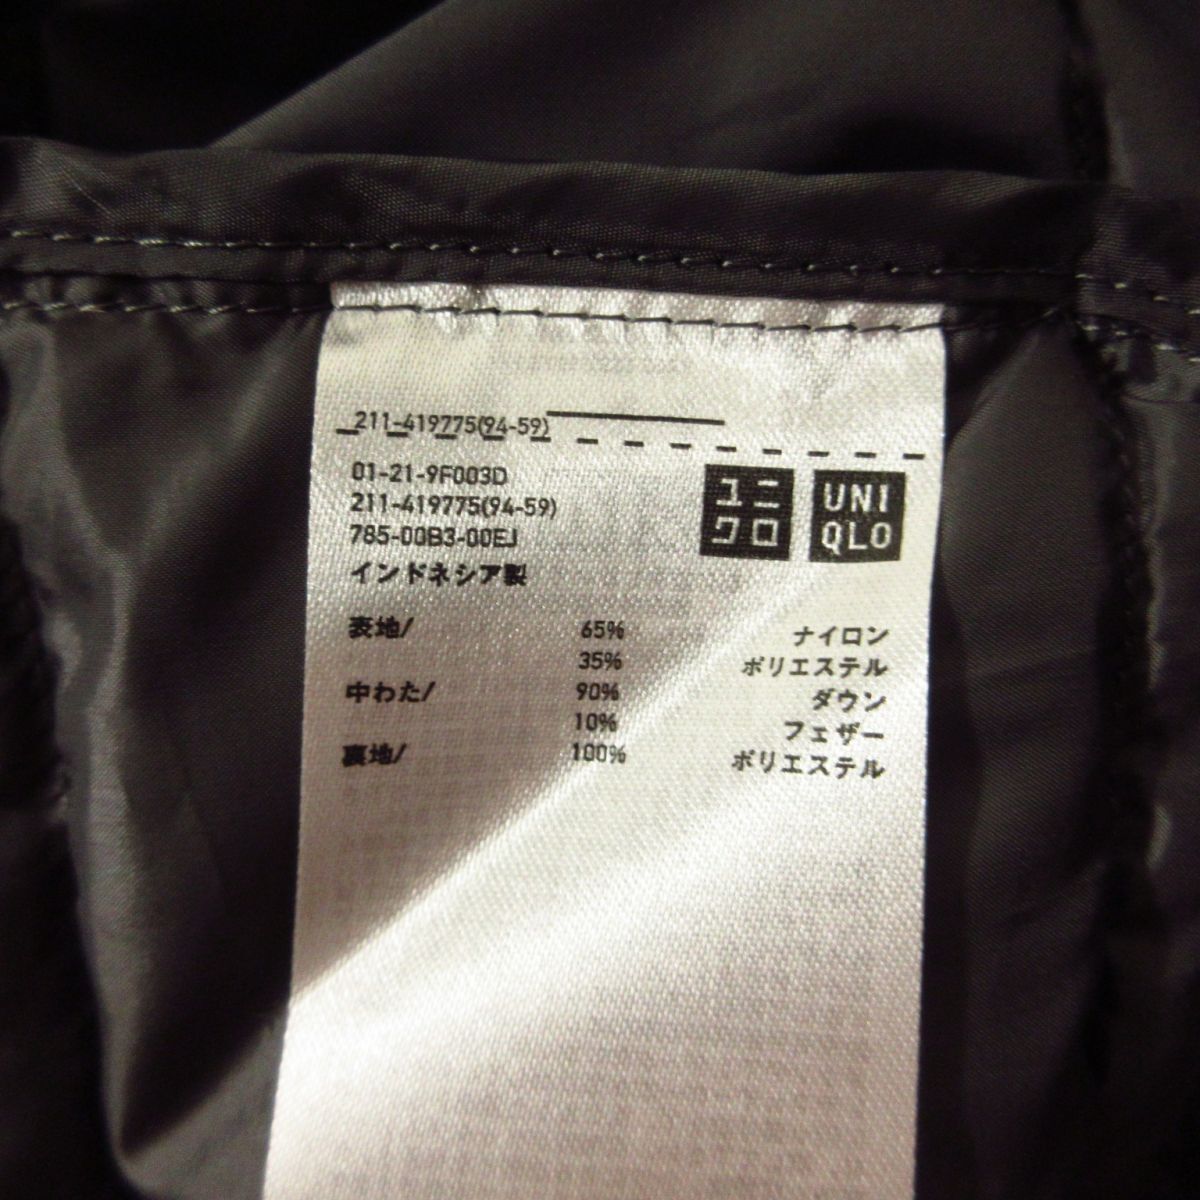 211-419775(94-59)
01-21-9F003D
211-419775(94-59)
785-00B3-00EJ
インドネシア製
ユニ
クロ
UNI
QLO
表地/ 65% ナイロン
35% ポリエステル
中わた/ 90% ダウン
10% フェザー
裏地/ 100% ポリエステル